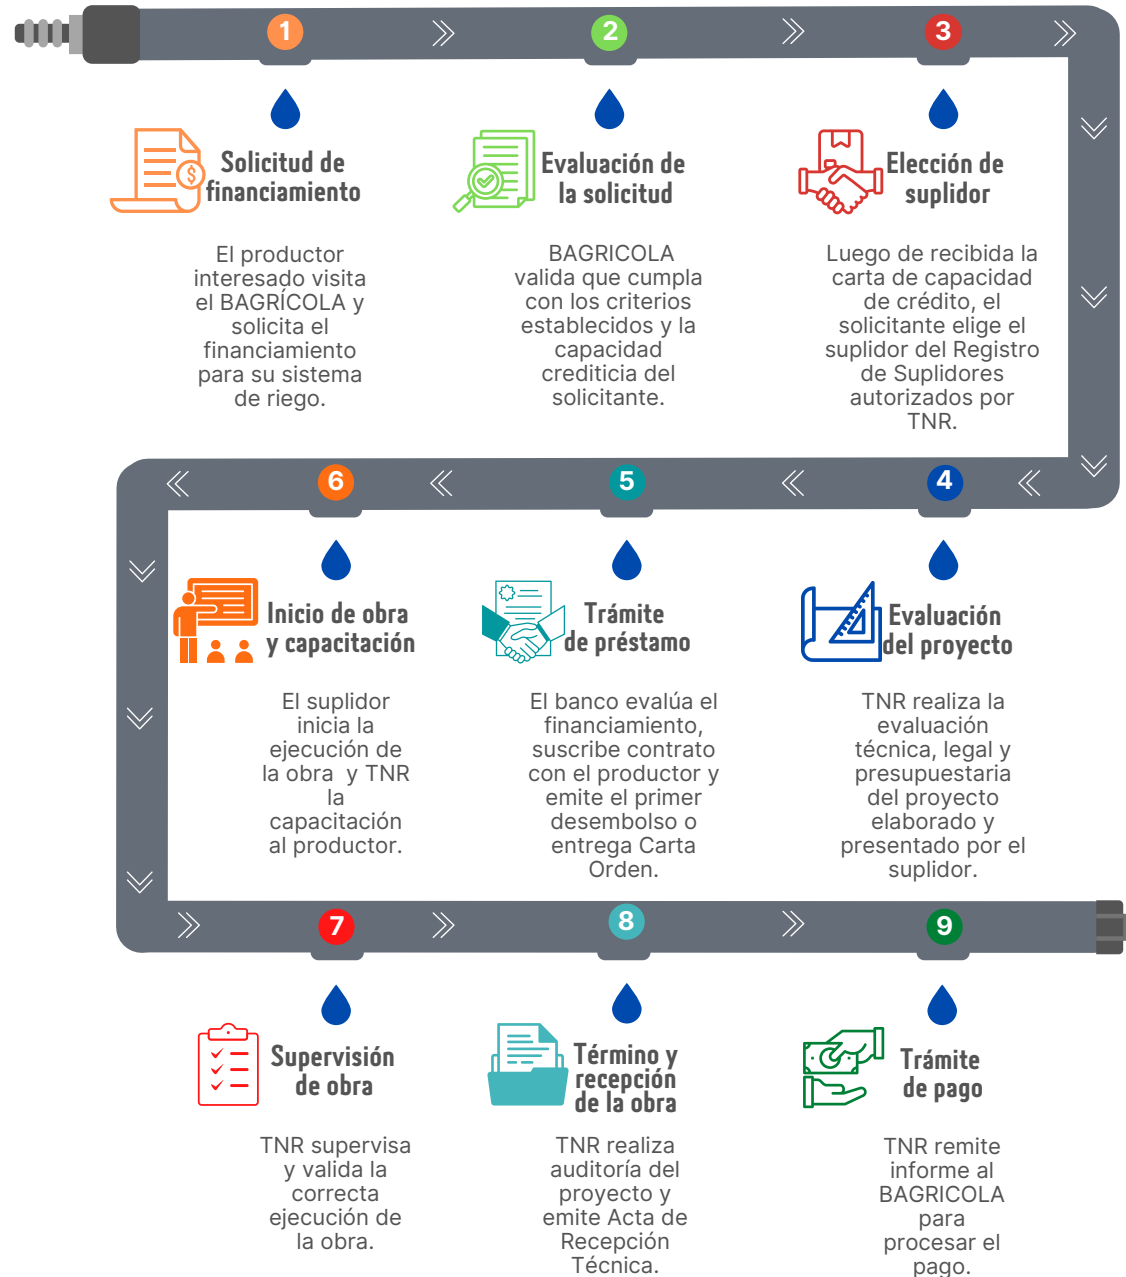 1
2
3
Solicitud de
financiamiento
El productor
interesado visita
el BAGRÍCOLA y
solicita el
financiamiento
para su sistema
de riego.
Evaluación de
la solicitud
BAGRICOLA
valida que cumpla
con los criterios
establecidos y la
capacidad
crediticia del
solicitante.
Elección de
suplidor
Luego de recibida la
carta de capacidad
de crédito, el
solicitante elige el
suplidor del Registro
de Suplidores
autorizados por
TNR.
4
Evaluación
del proyecto
TNR realiza la
evaluación
técnica, legal y
presupuestaria
del proyecto
elaborado y
presentado por el
suplidor.
5
Trámite
de préstamo
El banco evalúa el
financiamiento,
suscribe contrato
con el productor y
emite el primer
desembolso o
entrega Carta
Orden.
6
Inicio de obra
y capacitación
El suplidor
inicia la
ejecución de
la obra  y TNR
la
capacitación
al productor.
7
Supervisión
de obra
TNR supervisa
y valida la
correcta
ejecución de
la obra.
8
Término y
recepción
de la obra
TNR realiza
auditoría del
proyecto y
emite Acta de
Recepción
Técnica.
9
Trámite
de pago
TNR remite
informe al
BAGRICOLA
para
procesar el
pago.
$